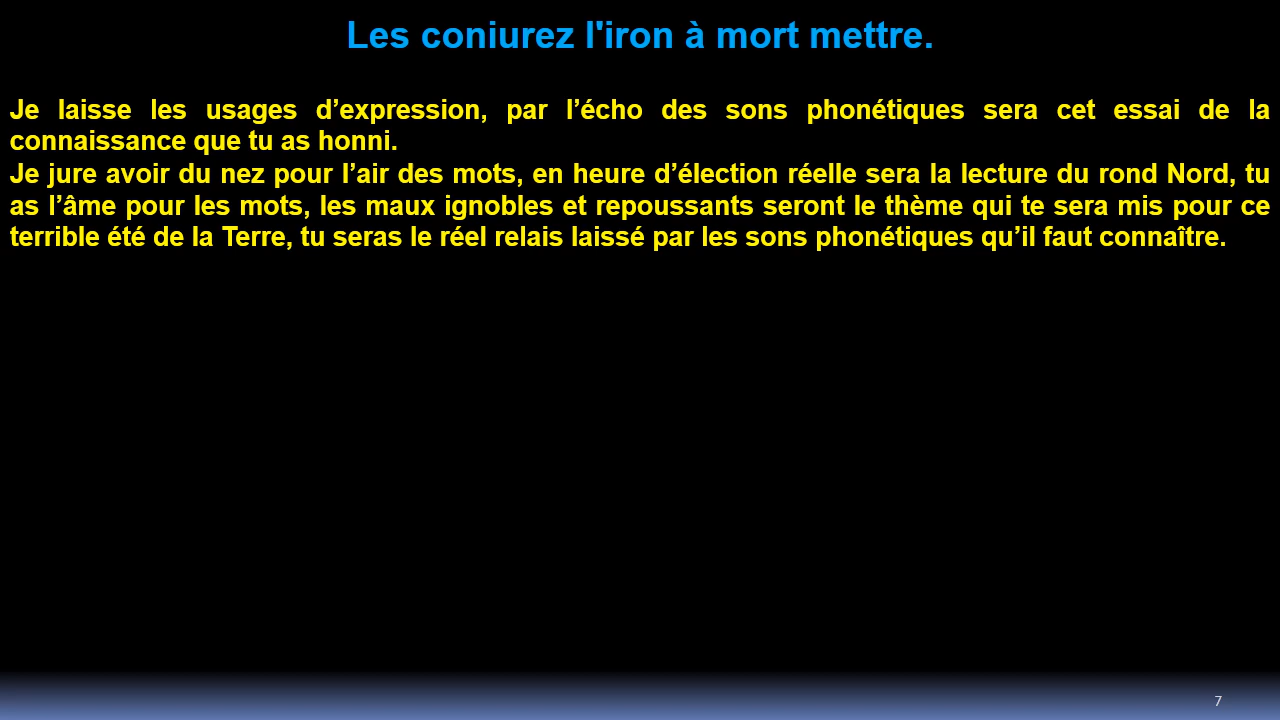 Les coniurez l'iron à mort mettre.
Je laisse les usages d’expression, par l’écho des sons phonétiques sera cet essai de la
connaissance que tu as honni.
Je jure avoir du nez pour l’air des mots, en heure d’élection réelle sera la lecture du rond Nord, tu
as l’âme pour les mots, les maux ignobles et repoussants seront le thème qui te sera mis pour ce
terrible été de la Terre, tu seras le réel relais laissé par les sons phonétiques qu’il faut connaître.
7